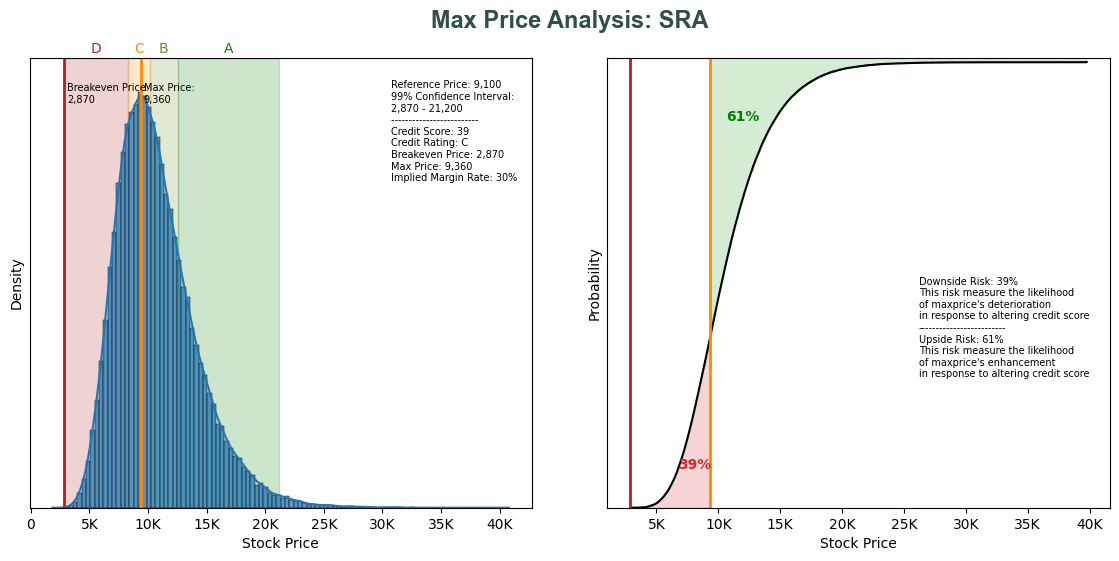 Max Price Analysis: SRA
D C B A
Breakeven Price:
2,870
Max Price:
9,360
Reference Price: 9,100
99% Confidence Interval:
2,870 - 21,200
--------------------------
Credit Score: 39
Credit Rating: C
Breakeven Price: 2,870
Max Price: 9,360
Implied Margin Rate: 30%
Density
0 5K 10K 15K 20K 25K 30K 35K 40K
Stock Price
61%
39%
Downside Risk: 39%
This risk measure the likelihood
of maxprice's deterioration
in response to altering credit score
--------------------------
Upside Risk: 61%
This risk measure the likelihood
of maxprice's enhancement
in response to altering credit score
Probability
5K 10K 15K 20K 25K 30K 35K 40K
Stock Price